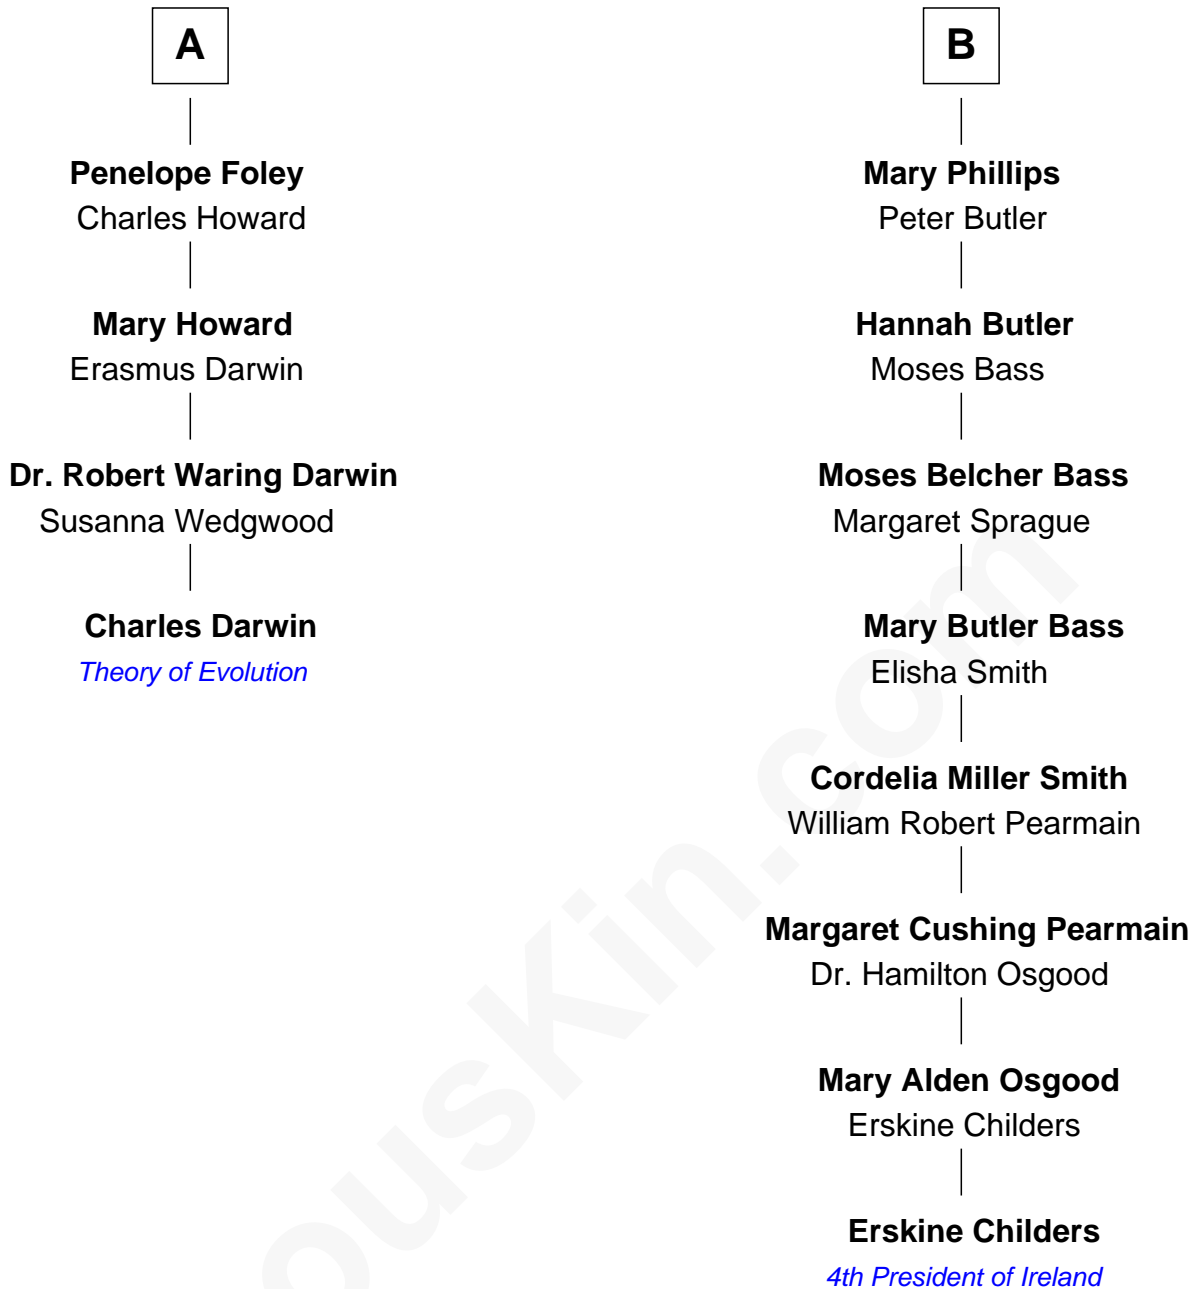 A
Penelope Foley
Charles Howard
Mary Howard
Erasmus Darwin
Dr. Robert Waring Darwin
Susanna Wedgwood
Charles Darwin
Theory of Evolution
B
Mary Phillips
Peter Butler
Hannah Butler
Moses Bass
Moses Belcher Bass
Margaret Sprague
Mary Butler Bass
Elisha Smith
Cordelia Miller Smith
William Robert Pearmain
Margaret Cushing Pearmain
Dr. Hamilton Osgood
Mary Alden Osgood
Erskine Childers
Erskine Childers
4th President of Ireland
ousKin.com